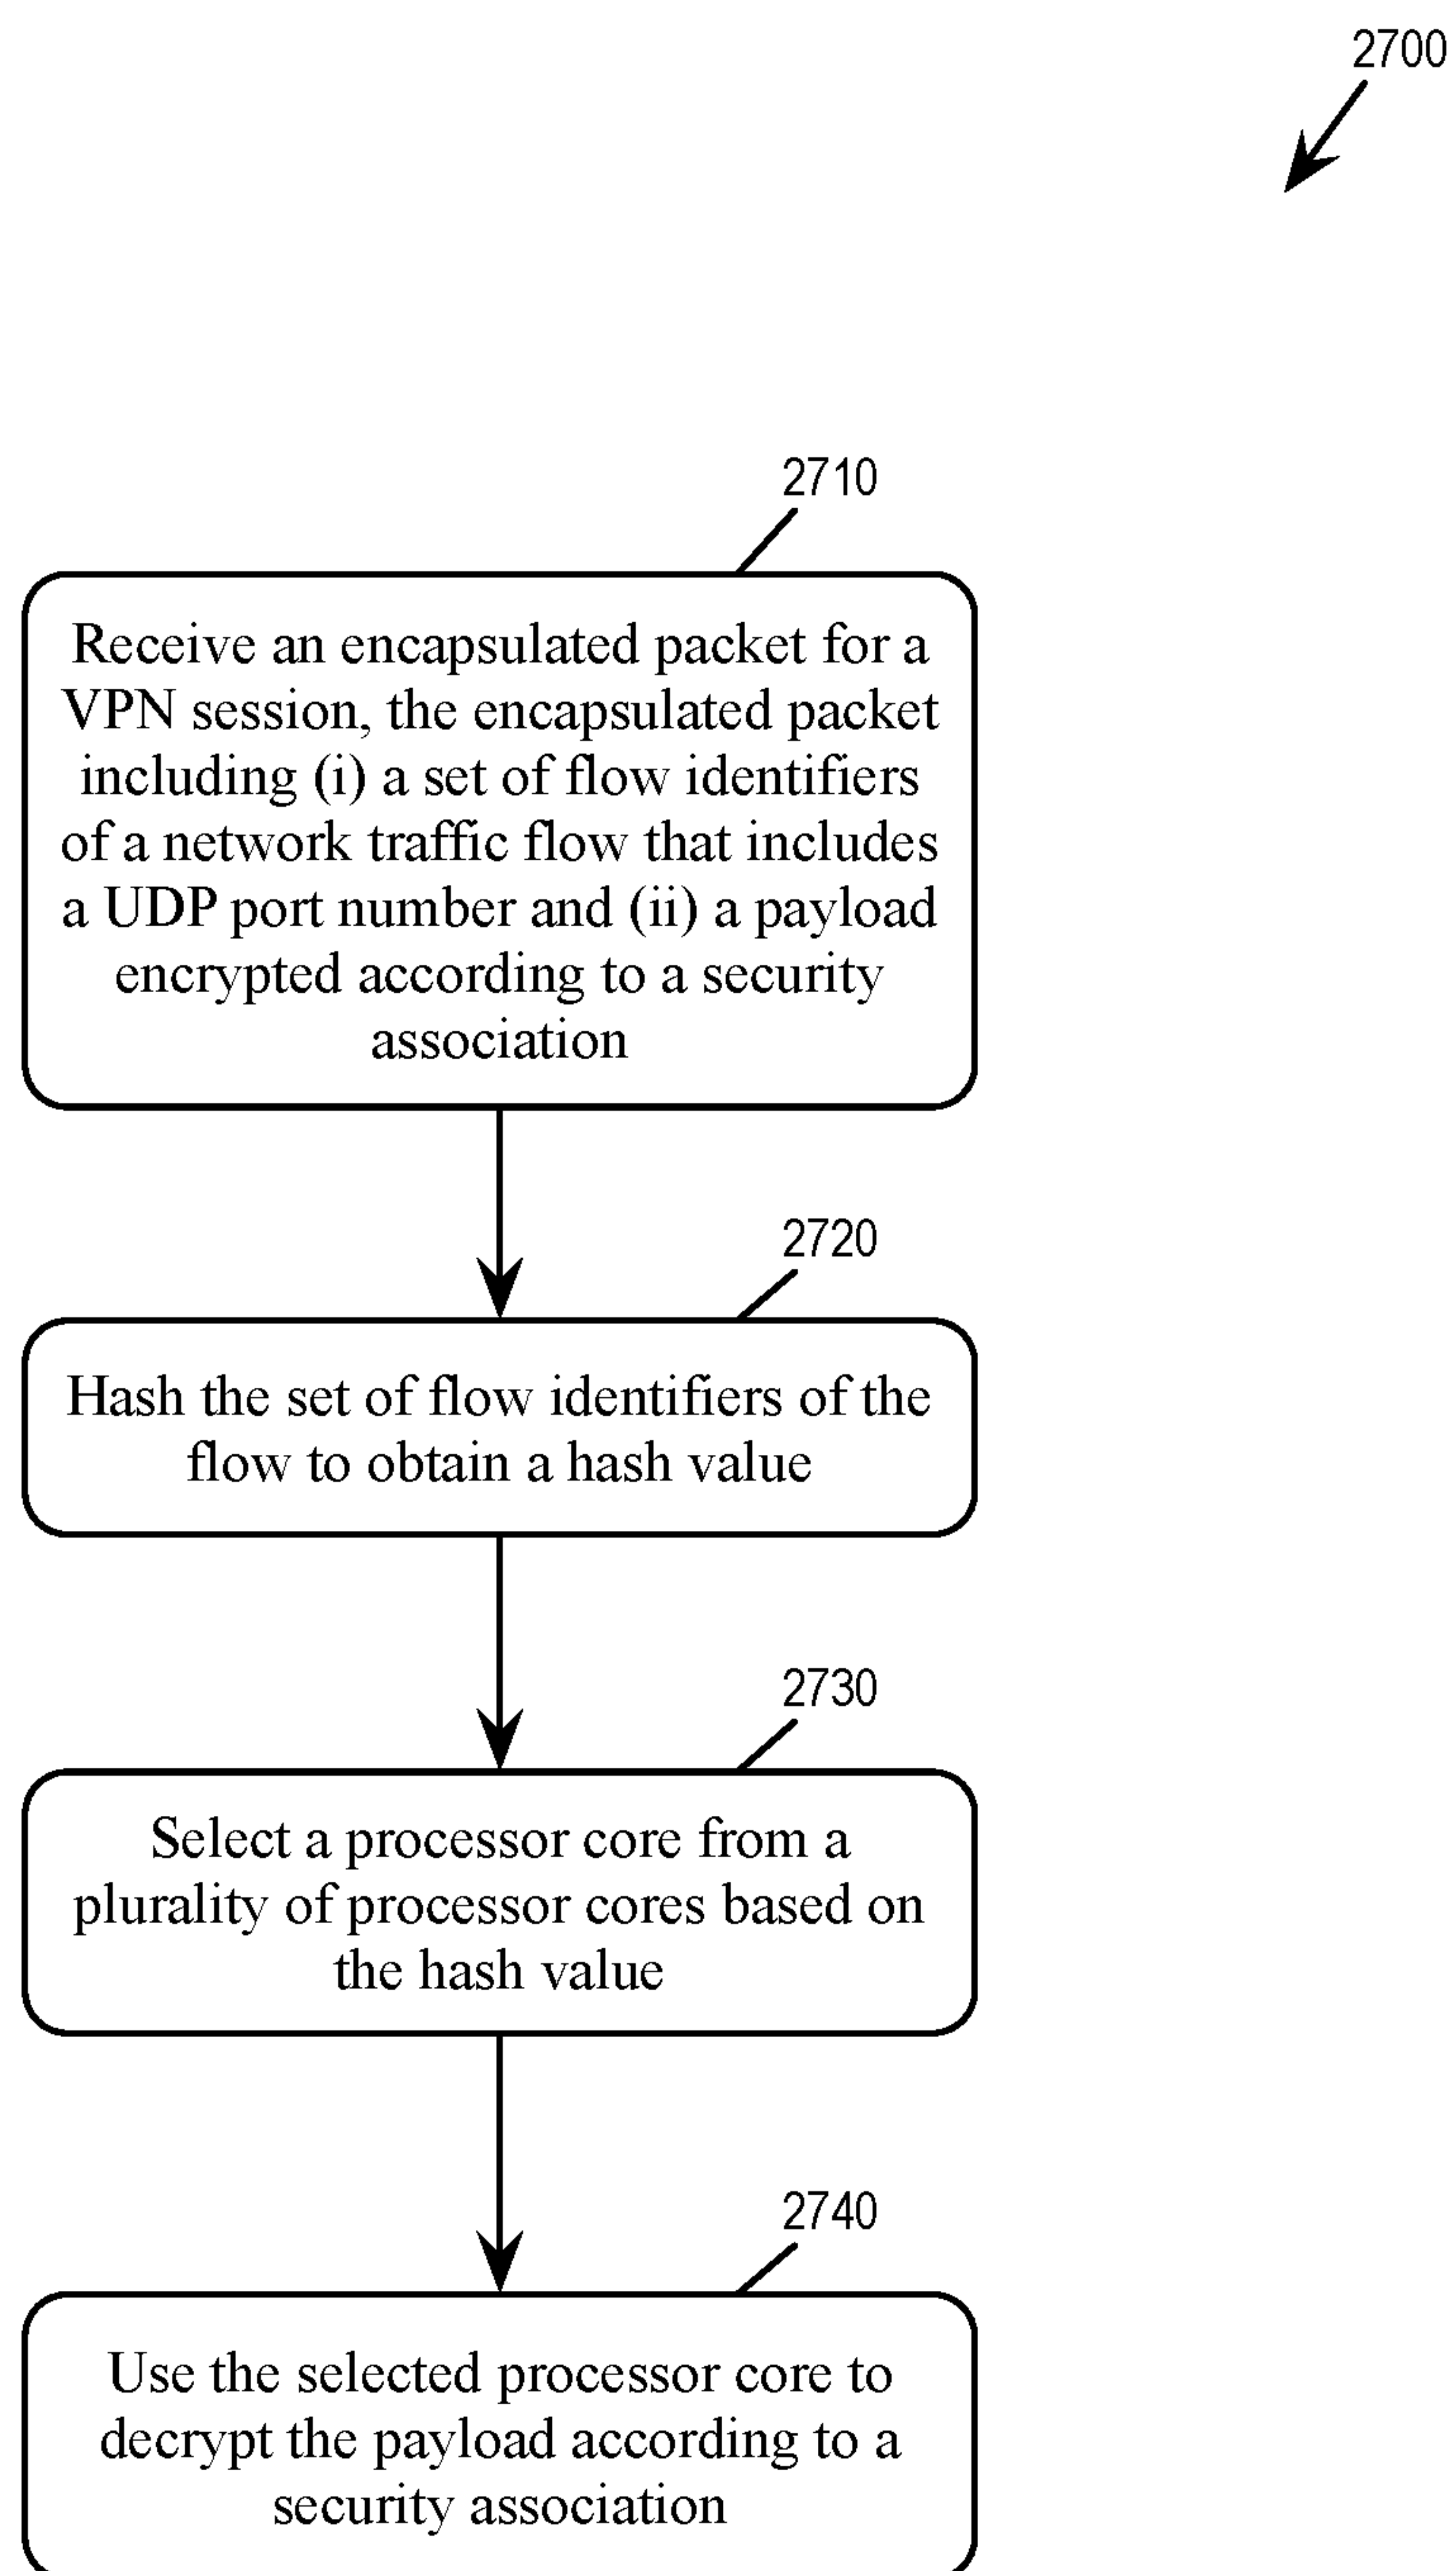 2700
2710
Receive an encapsulated packet for a
VPN session, the encapsulated packet
including (i) a set of flow identifiers
of a network traffic flow that includes
a UDP port number and (ii) a payload
encrypted according to a security
association
2720
Hash the set of flow identifiers of the
flow to obtain a hash value
2730
Select a processor core from a
plurality of processor cores based on
the hash value
2740
Use the selected processor core to
decrypt the payload according to a
security association